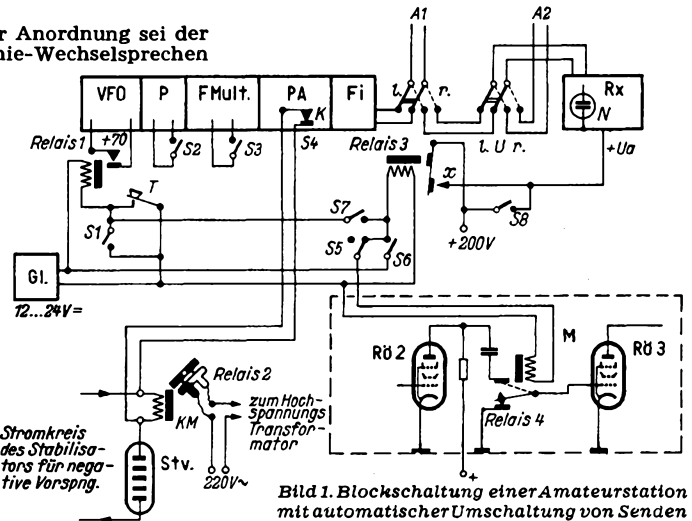 r Anordnung sei der
nie-Wechselsprechen
A1
A2
VFO
P
FMult.
PA
Fi
K
l.
r.
l. U r.
Rx
N
Relais 1
+70
S2
S3
S4
Relais 3
x
+Ua
T
S7
S8
S1
S5
S6
+200V
Gl.
12...24V=
Rö 2
M
Rö 3
Relais 2
KM
Relais 4
zum Hoch-
spannungs
Transfor-
mator
Stromkreis
des Stabilisa-
tors für nega-
tive Vorspng.
Stv.
220V~
+
Bild 1. Blockschaltung einer Amateurstation
mit automatischer Umschaltung von Senden